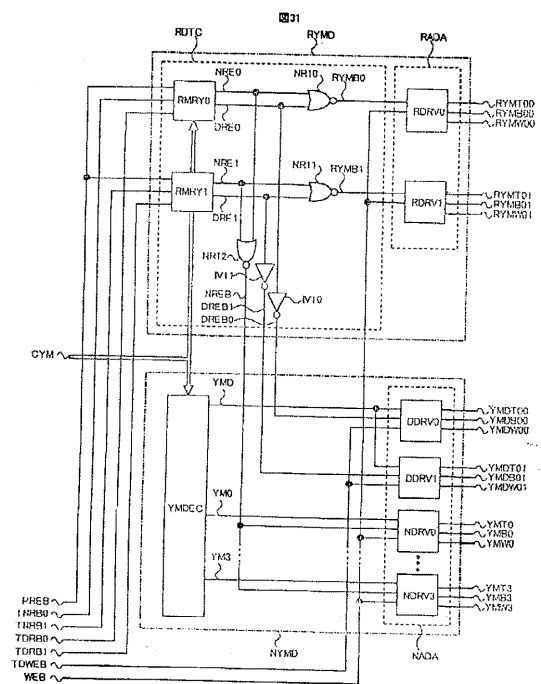 図31
RDTC
RYMD
RADA
NRE0
NR10
RYMB0
RMRY0
DRE0
RDRV0
RYMT00
RYMB00
RYMW00
NRE1
NR11
RYMB1
RMRY1
DRE1
RDRV1
RYMT01
RYMB01
RYMW01
NR12
IV11
NREB
DREB1
DREB0
IV10
CYM
YMD
YMDEC
DDRV0
YMDT00
YMDB00
YMDW00
DDRV1
YMDT01
YMDB01
YMDW01
YM0
NDRV0
YMT0
YMB0
YMW0
YM3
NDRV3
YMT3
YMB3
YMW3
PREB
TNRB0
TNRB1
TDRB0
TDRB1
TDWEB
WEB
NYMD
NADA